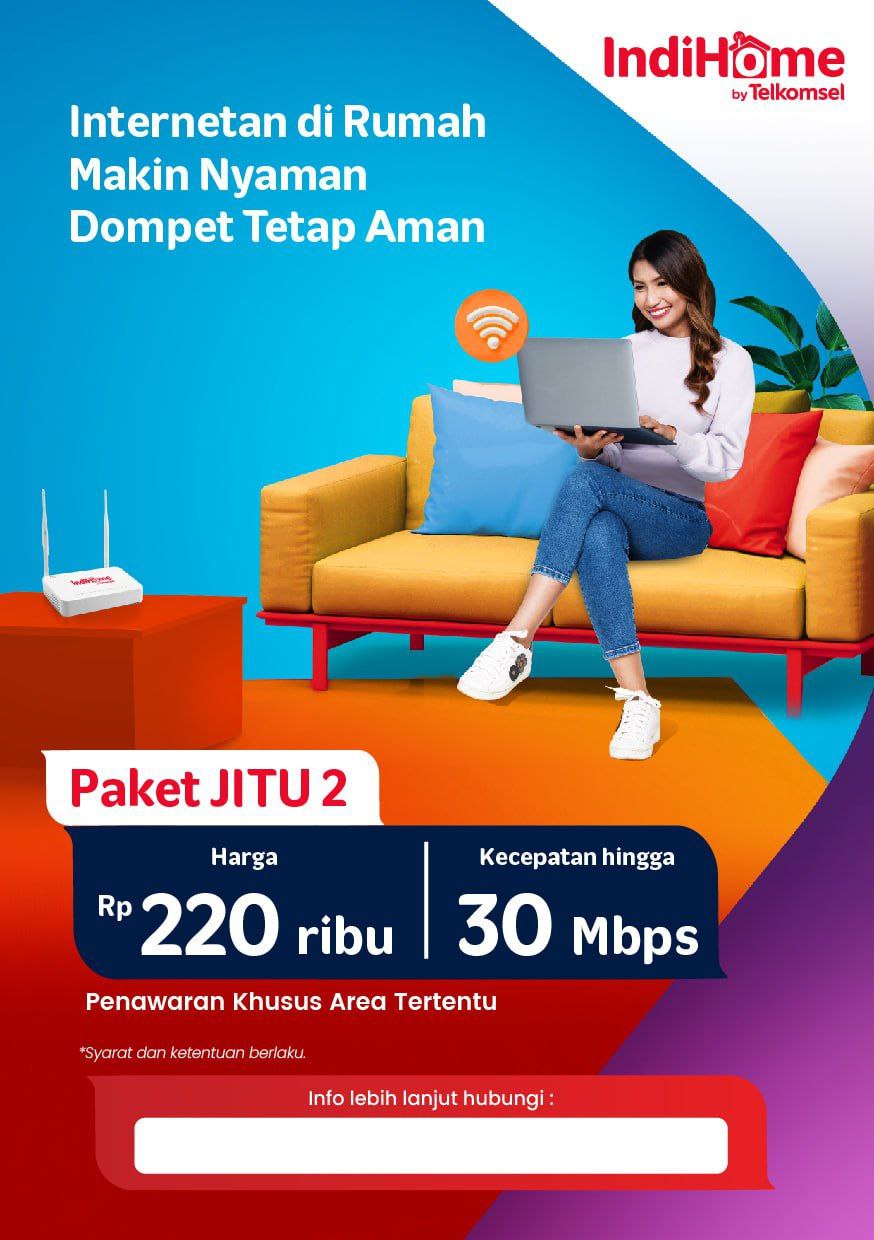 IndiHome
by Telkomsel
Internetan di Rumah
Makin Nyaman
Dompet Tetap Aman
IndiHome
Paket JITU 2
Harga
Rp 220 ribu
Kecepatan hingga
30 Mbps
Penawaran Khusus Area Tertentu
*Syarat dan ketentuan berlaku.
Info lebih lanjut hubungi :